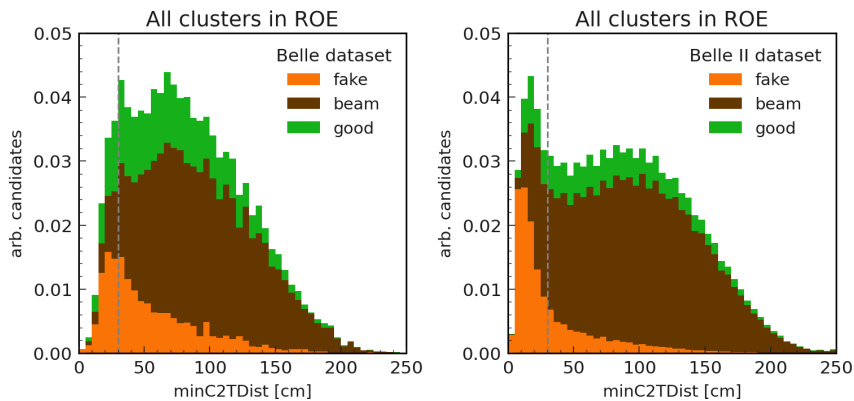 All clusters in ROE
0.05
0.04
0.03
0.02
0.01
0.00
arb. candidates
Belle dataset
fake
beam
good
0
50
100
150
200
250
minC2TDist [cm]
All clusters in ROE
0.05
0.04
0.03
0.02
0.01
0.00
arb. candidates
Belle II dataset
fake
beam
good
0
50
100
150
200
250
minC2TDist [cm]